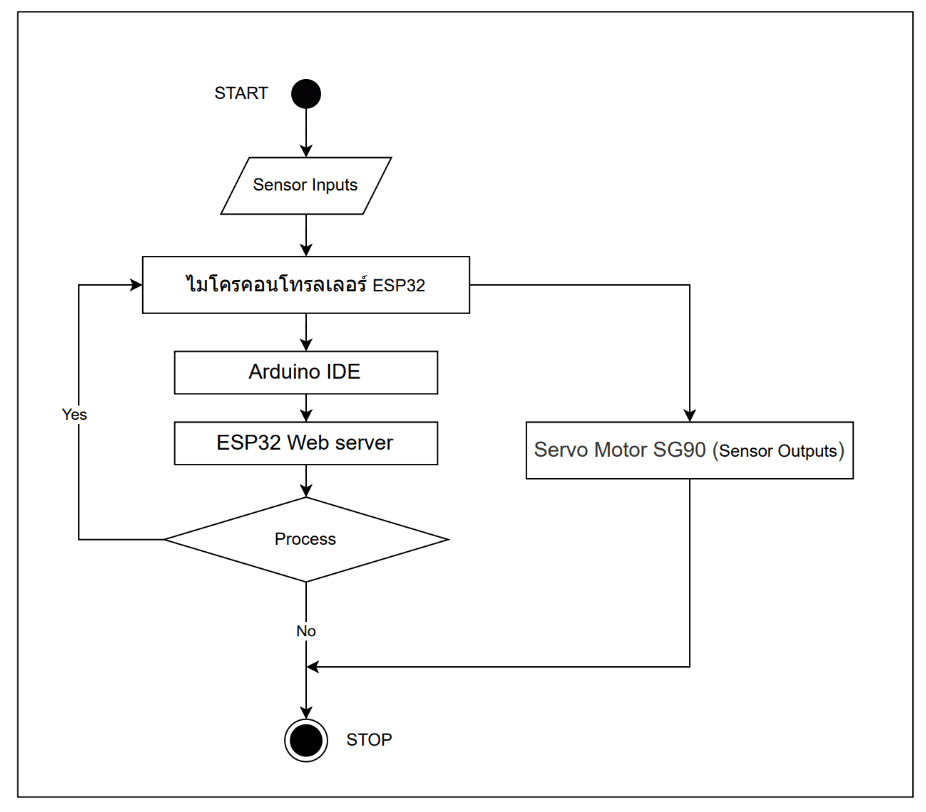 START
Sensor Inputs
ไมโครคอนโทรลเลอร์ ESP32
Arduino IDE
Yes
ESP32 Web server
Servo Motor SG90 (Sensor Outputs)
Process
No
STOP